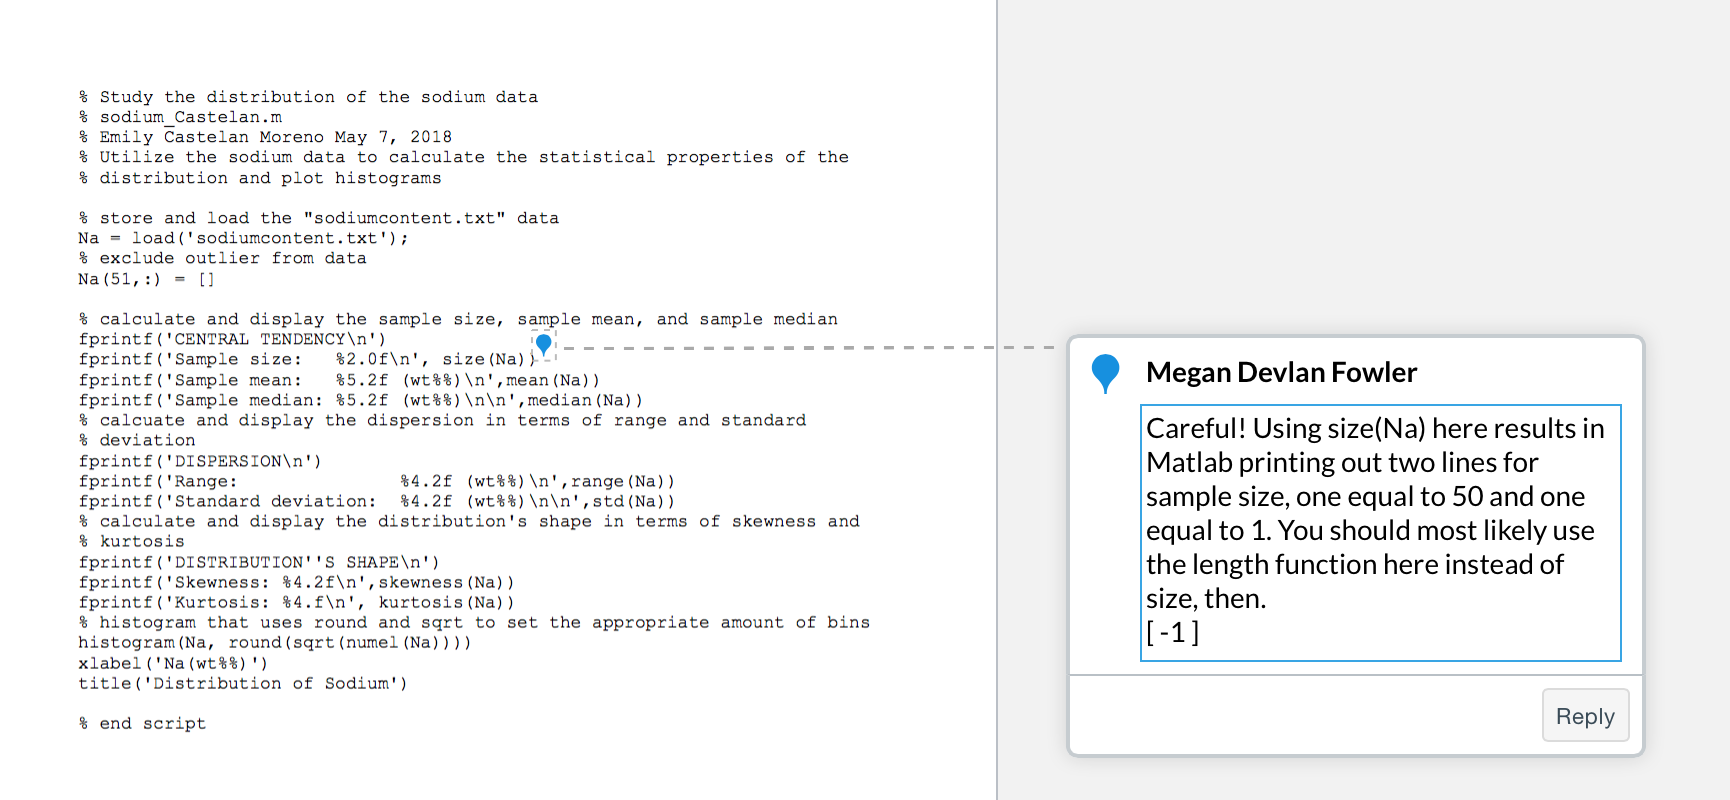 % Study the distribution of the sodium data
% sodium_Castelan.m
% Emily Castelan Moreno May 7, 2018
% Utilize the sodium data to calculate the statistical properties of the
% distribution and plot histograms
% store and load the "sodiumcontent.txt" data
Na = load('sodiumcontent.txt');
% exclude outlier from data
Na(51,:) = []
% calculate and display the sample size, sample mean, and sample median
fprintf('CENTRAL TENDENCY\n')
fprintf('Sample size:   %2.0f\n', size(Na))
fprintf('Sample mean:   %5.2f (wt%%)\n',mean(Na))
fprintf('Sample median: %5.2f (wt%%)\n\n',median(Na))
% calcuate and display the dispersion in terms of range and standard
% deviation
fprintf('DISPERSION\n')
fprintf('Range:               %4.2f (wt%%)\n',range(Na))
fprintf('Standard deviation:  %4.2f (wt%%)\n\n',std(Na))
% calculate and display the distribution's shape in terms of skewness and
% kurtosis
fprintf('DISTRIBUTION''S SHAPE\n')
fprintf('Skewness: %4.2f\n',skewness(Na))
fprintf('Kurtosis: %4.f\n', kurtosis(Na))
% histogram that uses round and sqrt to set the appropriate amount of bins
histogram(Na, round(sqrt(numel(Na))))
xlabel('Na(wt%%)')
title('Distribution of Sodium')
% end script
Megan Devlan Fowler
Careful! Using size(Na) here results in
Matlab printing out two lines for
sample size, one equal to 50 and one
equal to 1. You should most likely use
the length function here instead of
size, then.
[ -1 ]
Reply